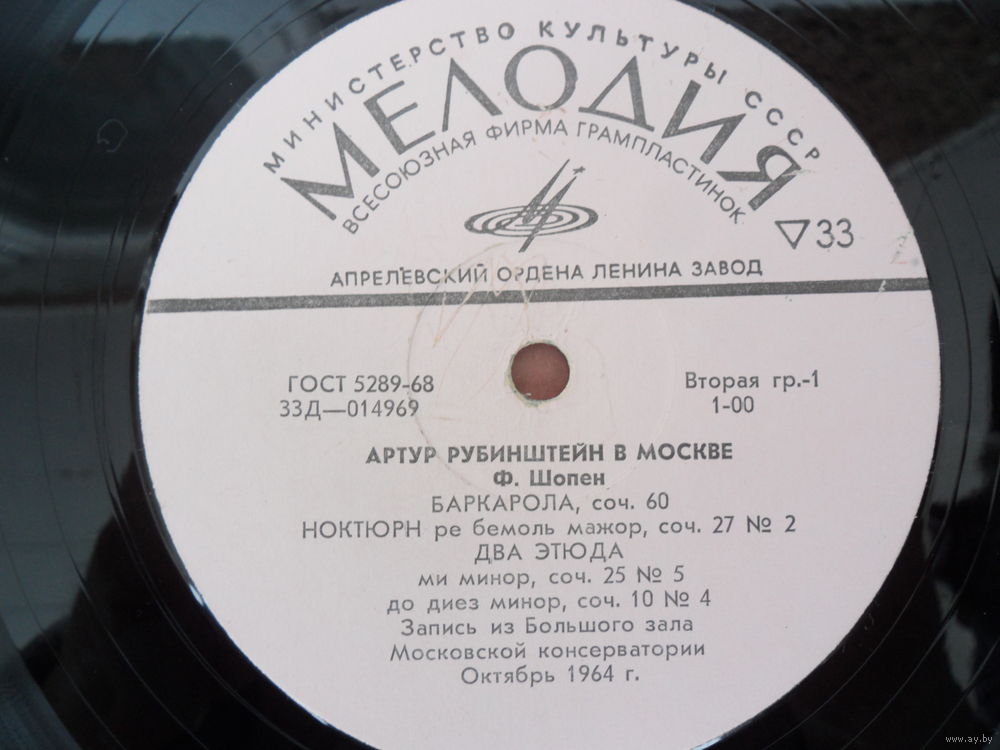 МИНИСТЕРСТВО КУЛЬТУРЫ СССР
МЕЛОДИЯ
ВСЕСОЮЗНАЯ ФИРМА ГРАМПЛАСТИНОК
33
АПРЕЛЕВСКИЙ ОРДЕНА ЛЕНИНА ЗАВОД
ГОСТ 5289-68
Вторая гр.-1
33Д—014969
1-00
АРТУР РУБИНШТЕЙН В МОСКВЕ
Ф. Шопен
БАРКАРОЛА, соч. 60
НОКТЮРН ре бемоль мажор, соч. 27 № 2
ДВА ЭТЮДА
ми минор, соч. 25 № 5
до диез минор, соч. 10 № 4
Запись из Большого зала
Московской консерватории
Октябрь 1964 г.
www.ay.by